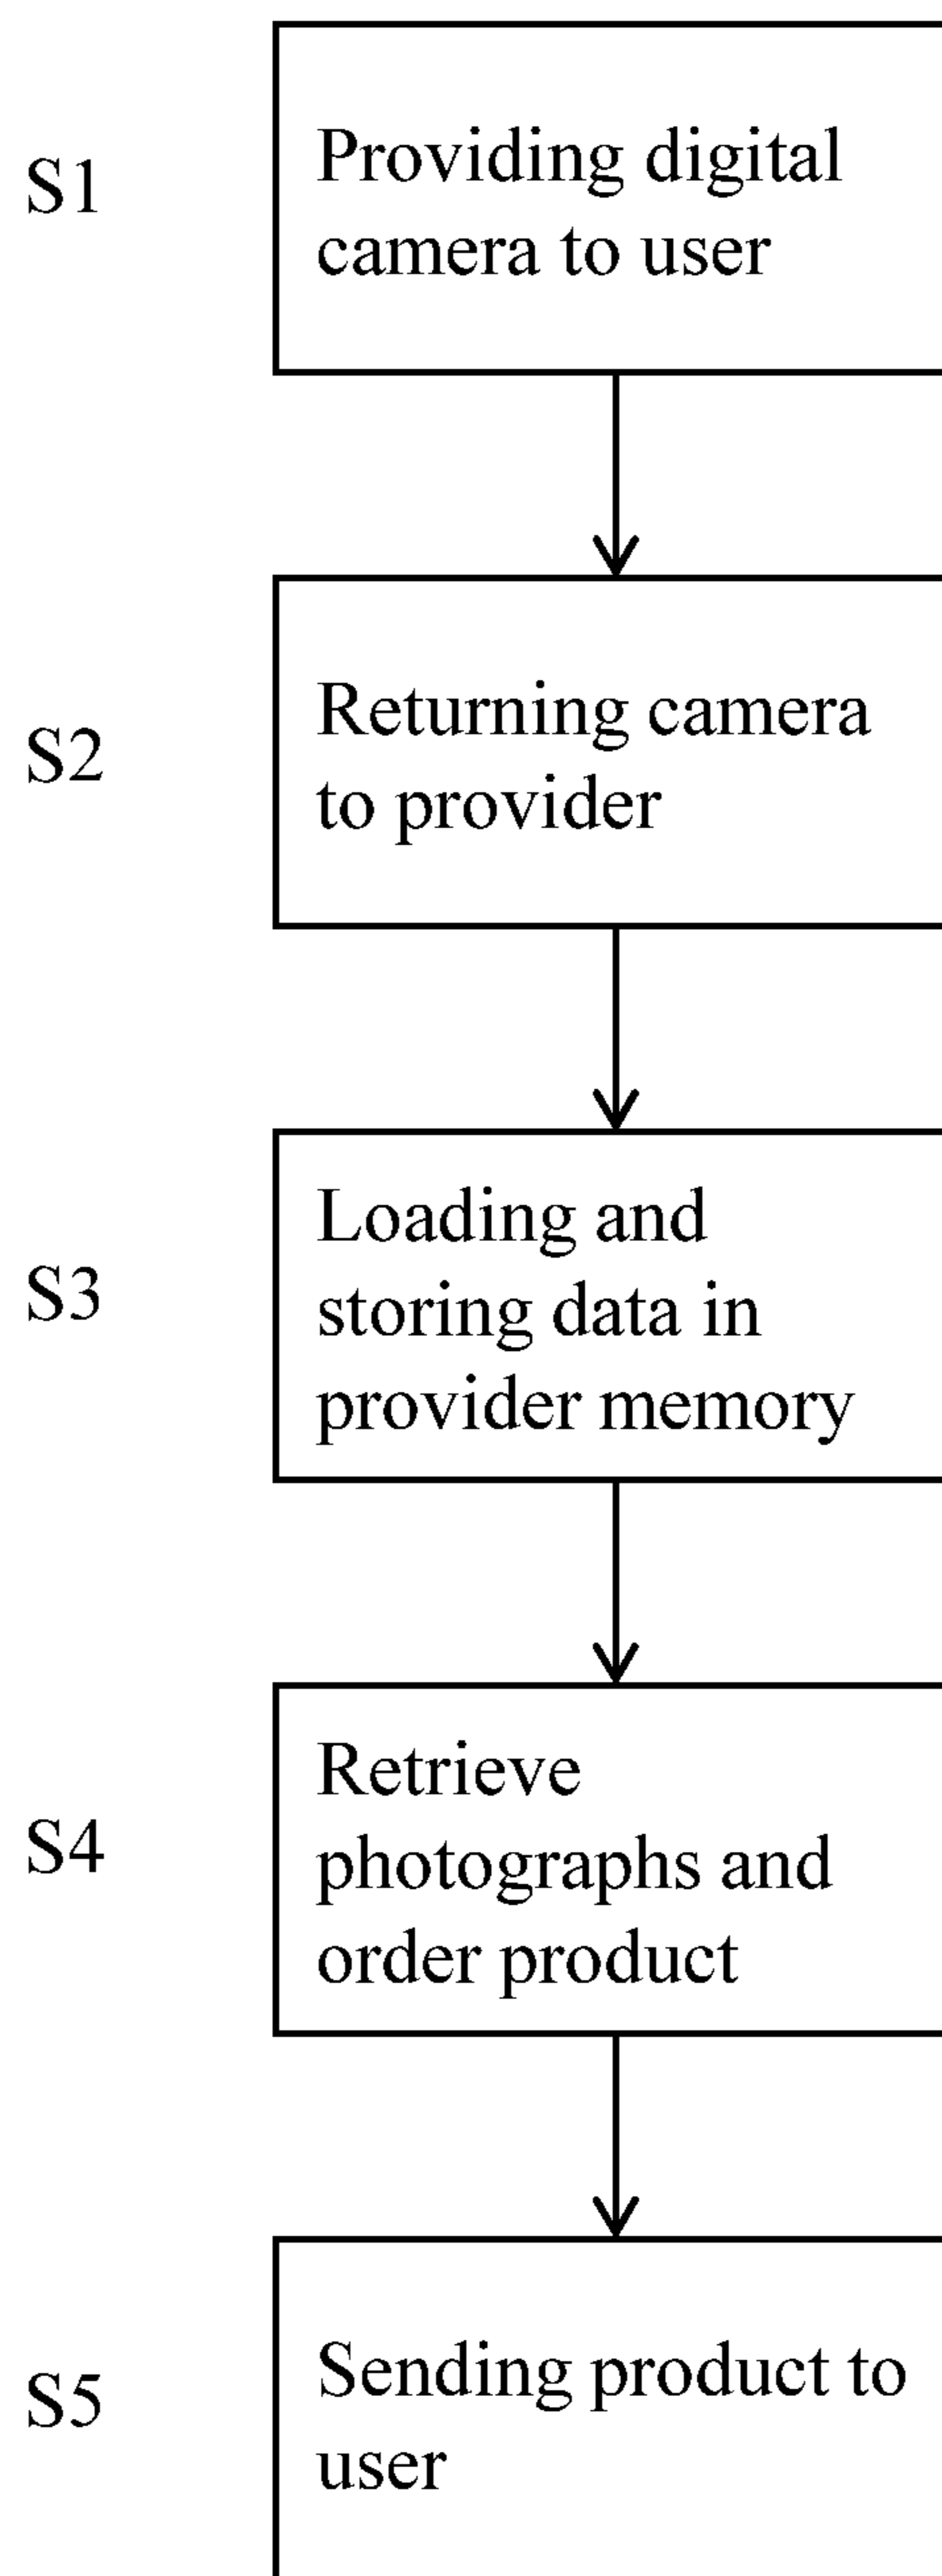 S1
Providing digital
camera to user
S2
Returning camera
to provider
S3
Loading and
storing data in
provider memory
S4
Retrieve
photographs and
order product
S5
Sending product to
user